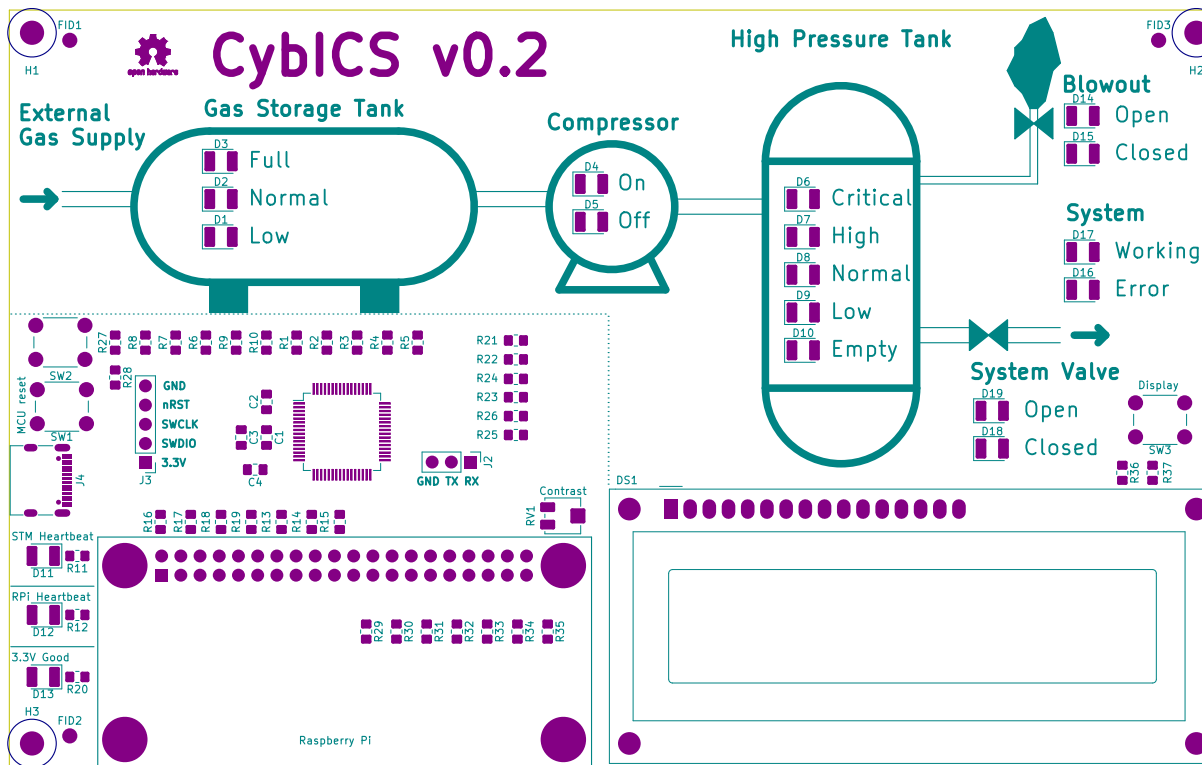 FID1
H1
open hardware
CybICS v0.2
High Pressure Tank
FID3
H2
External
Gas Supply
Gas Storage Tank
D3
Full
D2
Normal
D1
Low
Compressor
D4
On
D5
Off
D6
Critical
D7
High
D8
Normal
D9
Low
D10
Empty
Blowout
D14
Open
D15
Closed
System
D17
Working
D16
Error
System Valve
D19
Open
D18
Closed
Display
SW3
R36
R37
SW2
MCU reset
SW1
R27
R8
R7
R6
R9
R10
R1
R2
R3
R4
R5
R28
GND
nRST
SWCLK
SWDIO
3.3V
J3
J4
C2
C3
C1
C4
R21
R22
R24
R23
R26
R25
J2
GND TX RX
Contrast
RV1
DS1
R16
R17
R18
R19
R13
R14
R15
STM Heartbeat
D11
R11
RPi Heartbeat
D12
R12
3.3V Good
D13
R20
H3
FID2
R29
R30
R31
R32
R33
R34
R35
Raspberry Pi